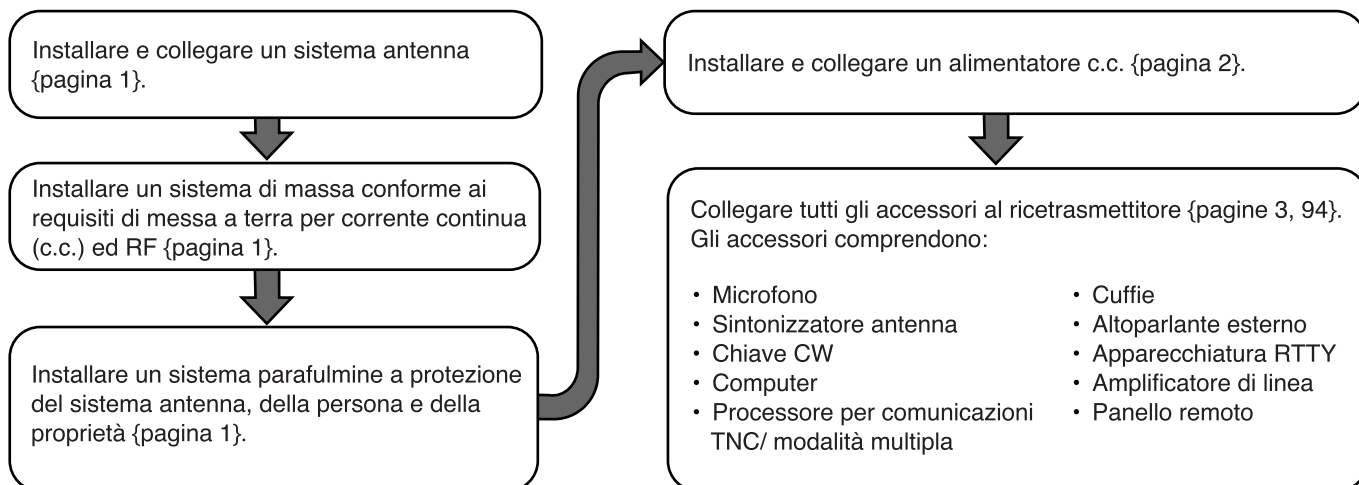 Installare e collegare un sistema antenna
{pagina 1}.
Installare un sistema di massa conforme ai
requisiti di messa a terra per corrente continua
(c.c.) ed RF {pagina 1}.
Installare un sistema parafulmine a protezione
del sistema antenna, della persona e della
proprietà {pagina 1}.
Installare e collegare un alimentatore c.c. {pagina 2}.
Collegare tutti gli accessori al ricetrasmettitore {pagine 3, 94}.
Gli accessori comprendono:
• Microfono
• Sintonizzatore antenna
• Chiave CW
• Computer
• Processore per comunicazioni
TNC/ modalità multipla
• Cuffie
• Altoparlante esterno
• Apparecchiatura RTTY
• Amplificatore di linea
• Panello remoto